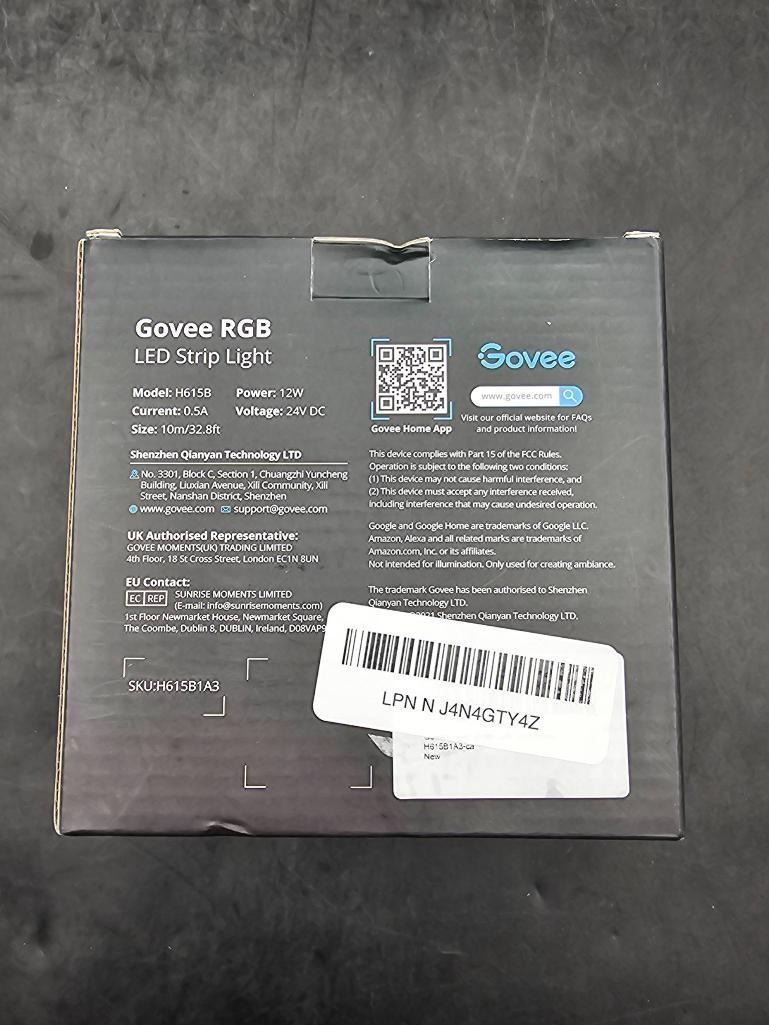 Govee RGB
LED Strip Light
Model: H615B Power: 12W
Current: 0.5A Voltage: 24V DC
Size: 10m/32.8ft
Shenzhen Qianyan Technology LTD
No. 3301, Block C, Section 1, Chuangzhi Yuncheng
Building, Liuxian Avenue, Xili Community, Xili
Street, Nanshan District, Shenzhen
www.govee.com support@govee.com
UK Authorised Representative:
GOVEE MOMENTS(UK) TRADING LIMITED
4th Floor, 18 St Cross Street, London EC1N 8UN
EU Contact:
EC REP SUNRISE MOMENTS LIMITED
(E-mail: info@sunrisemoments.com)
1st Floor Newmarket House, Newmarket Square,
The Coombe, Dublin 8, DUBLIN, Ireland, D08VAP9
SKU:H615B1A3
Govee Home App
Govee
www.govee.com
Visit our official website for FAQs
and product information!
This device complies with Part 15 of the FCC Rules.
Operation is subject to the following two conditions:
(1) This device may not cause harmful interference, and
(2) This device must accept any interference received,
including interference that may cause undesired operation.
Google and Google Home are trademarks of Google LLC.
Amazon, Alexa and all related marks are trademarks of
Amazon.com, Inc. or its affiliates.
Not intended for illumination. Only used for creating ambiance.
The trademark Govee has been authorised to Shenzhen
Qianyan Technology LTD.
2021 Shenzhen Qianyan Technology LTD.
LPN N J4N4GTY4Z
H615B1A3-ca
New